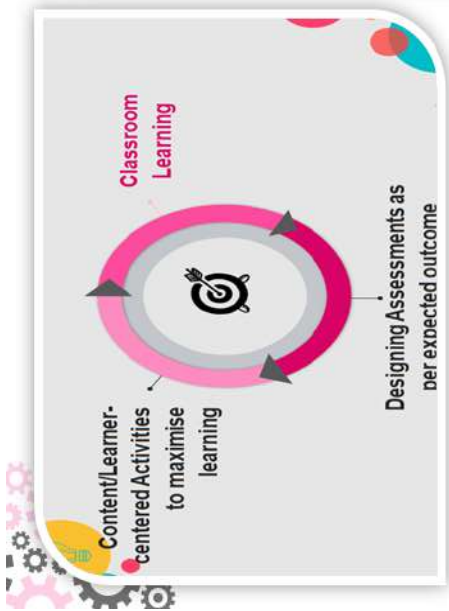 Classroom
Learning
Content/Learner-
centered Activities
to maximise
learning
Designing Assessments as
per expected outcome